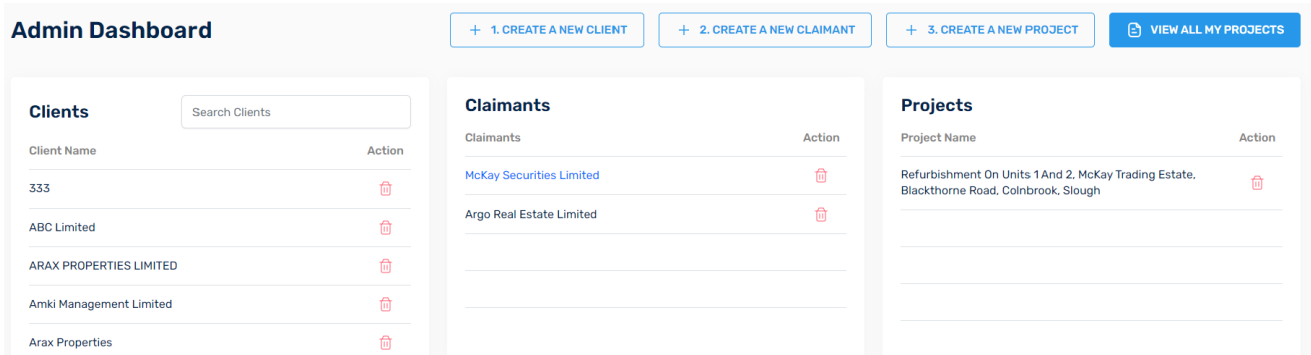 Admin Dashboard
1. CREATE A NEW CLIENT
2. CREATE A NEW CLAIMANT
3. CREATE A NEW PROJECT
VIEW ALL MY PROJECTS
Clients
Search Clients
Client Name Action
333
ABC Limited
ARAX PROPERTIES LIMITED
Amki Management Limited
Arax Properties
Claimants
Claimants Action
McKay Securities Limited
Argo Real Estate Limited
Projects
Project Name Action
Refurbishment On Units 1 And 2, McKay Trading Estate,
Blackthorne Road, Colnbrook, Slough